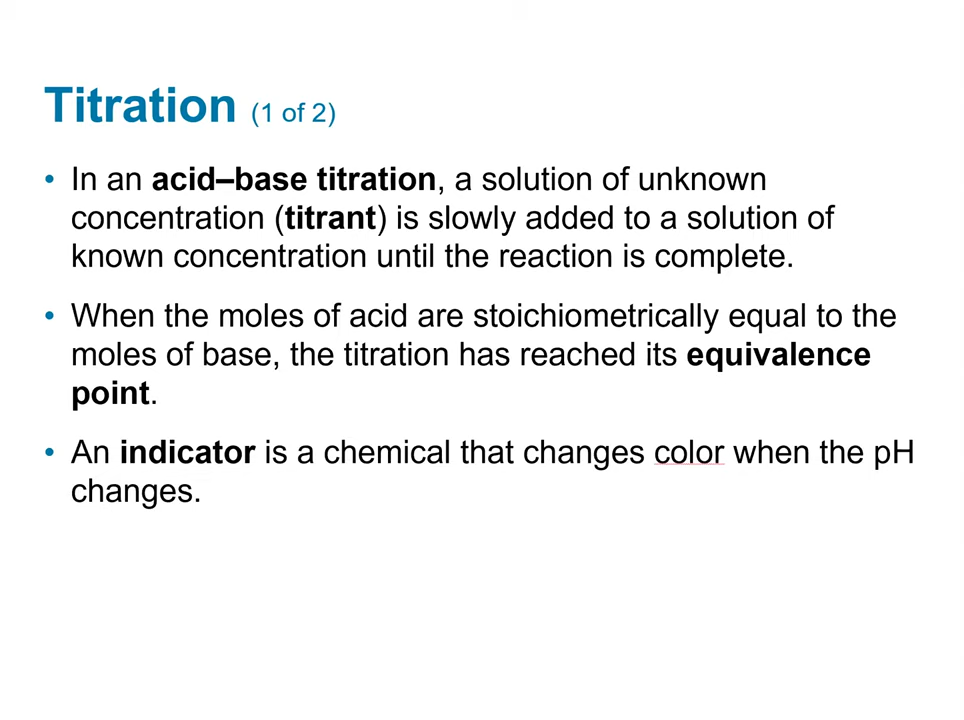 Titration (1 of 2)
• In an acid–base titration, a solution of unknown
concentration (titrant) is slowly added to a solution of
known concentration until the reaction is complete.
• When the moles of acid are stoichiometrically equal to the
moles of base, the titration has reached its equivalence
point.
• An indicator is a chemical that changes color when the pH
changes.